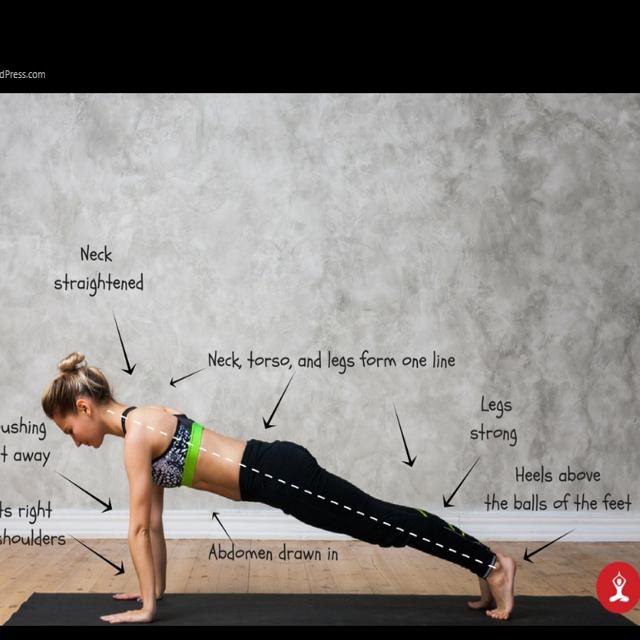 dPress.com
Neck
straightened
Neck, torso, and legs form one line
Legs
strong
ushing
t away
Heels above
the balls of the feet
ts right
shoulders
Abdomen drawn in